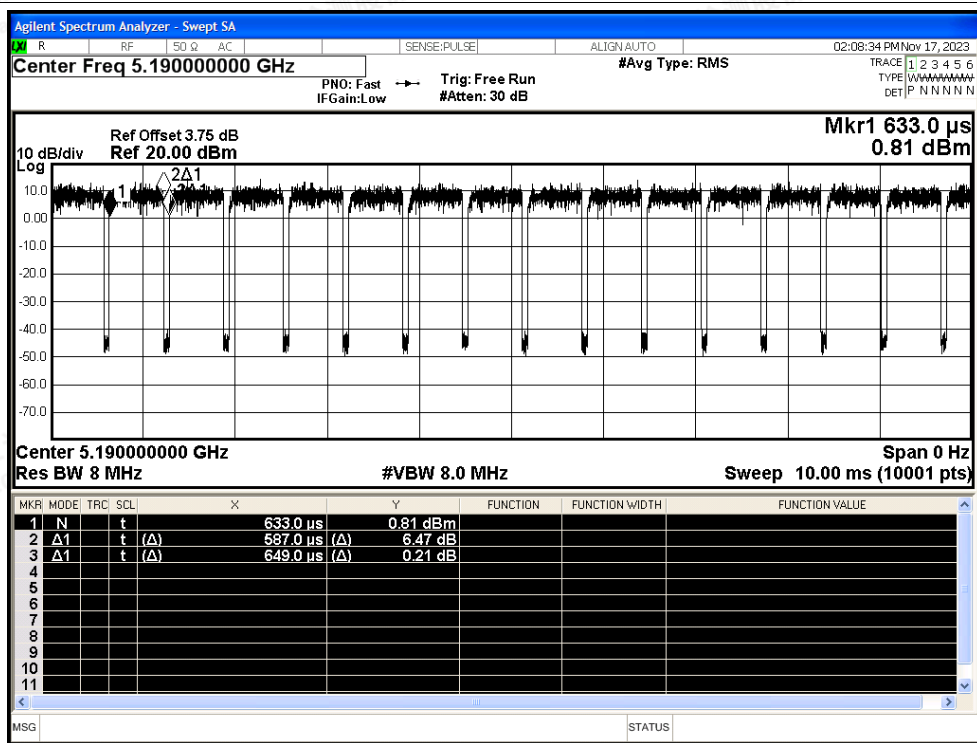 Agilent Spectrum Analyzer - Swept SA
LXI R RF 50 Ω AC SENSE:PULSE ALIGN AUTO 02:08:34 PM Nov 17, 2023
Center Freq 5.190000000 GHz #Avg Type: RMS TRACE 1 2 3 4 5 6
PNO: Fast Trig: Free Run TYPE
IFGain:Low #Atten: 30 dB DET P N N N N N
Mkr1 633.0 µs
Ref Offset 3.75 dB
10 dB/div Ref 20.00 dBm 0.81 dBm
Log
2Δ1
10.0
1
0.00
-10.0
-20.0
-30.0
-40.0
-50.0
-60.0
-70.0
Center 5.190000000 GHz Span 0 Hz
Res BW 8 MHz #VBW 8.0 MHz Sweep 10.00 ms (10001 pts)
MKR MODE TRC SCL X Y FUNCTION FUNCTION WIDTH FUNCTION VALUE
1 N t 633.0 µs 0.81 dBm
2 Δ1 t (Δ) 587.0 µs (Δ) 6.47 dB
3 Δ1 t (Δ) 649.0 µs (Δ) 0.21 dB
4
5
6
7
8
9
10
11
MSG STATUS